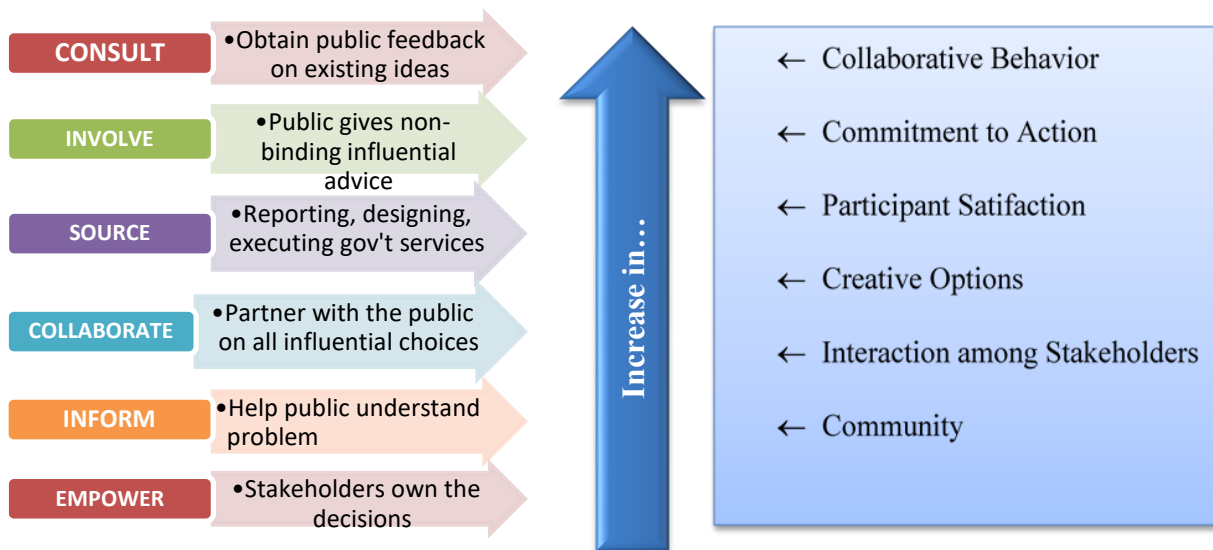 CONSULT
•Obtain public feedback
on existing ideas
INVOLVE
•Public gives non-
binding influential
advice
SOURCE
•Reporting, designing,
executing gov't services
COLLABORATE
•Partner with the public
on all influential choices
INFORM
•Help public understand
problem
EMPOWER
•Stakeholders own the
decisions
Increase in...
← Collaborative Behavior
← Commitment to Action
← Participant Satifaction
← Creative Options
← Interaction among Stakeholders
← Community